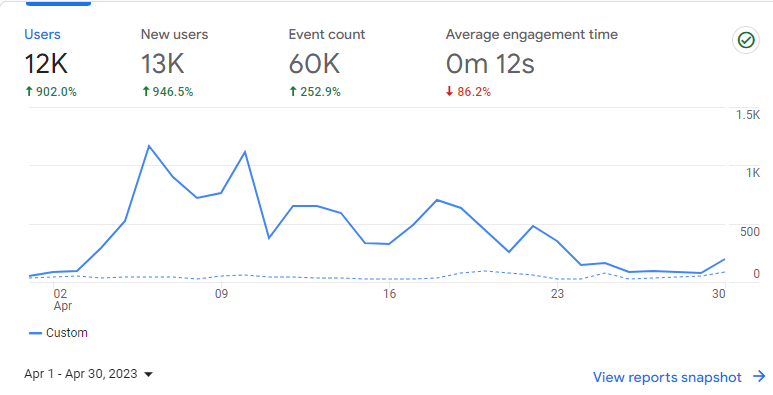 Users New users Event count Average engagement time
12K 13K 60K 0m 12s
902.0% 946.5% 252.9% 86.2%
1.5K
1K
500
0
02 09 16 23 30
Apr
Custom
Apr 1 - Apr 30, 2023 View reports snapshot